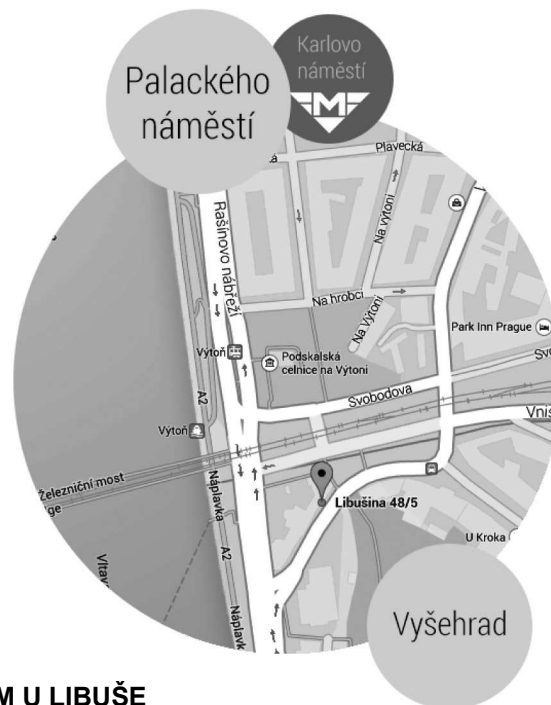 Palackého
náměstí
Karlovo
náměstí
M
Plavecká
Rašínovo nábřeží
Na výtoni
Na hrobci
Na Výtoni
Park Inn Prague
Výtoň
Podskalská
celnice na Výtoni
Svobodova
A2
Výtoň
Železniční most
Náplavka
Libušina 48/5
U Kroka
A2
Náplavka
Vyšehrad
M U LIBUŠE